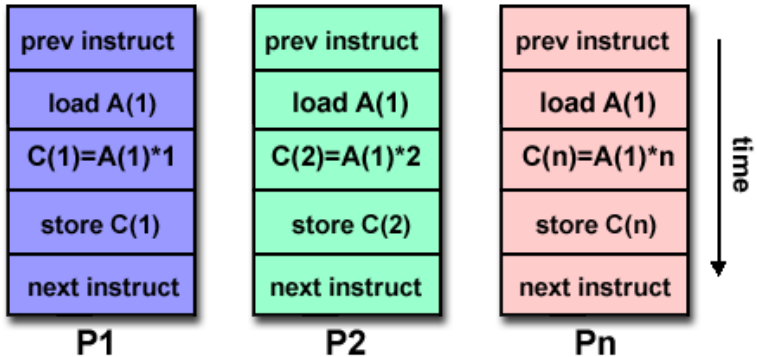 prev instruct
load A(1)
C(1)=A(1)*1
store C(1)
next instruct
P1
prev instruct
load A(1)
C(2)=A(1)*2
store C(2)
next instruct
P2
prev instruct
load A(1)
C(n)=A(1)*n
store C(n)
next instruct
Pn
time